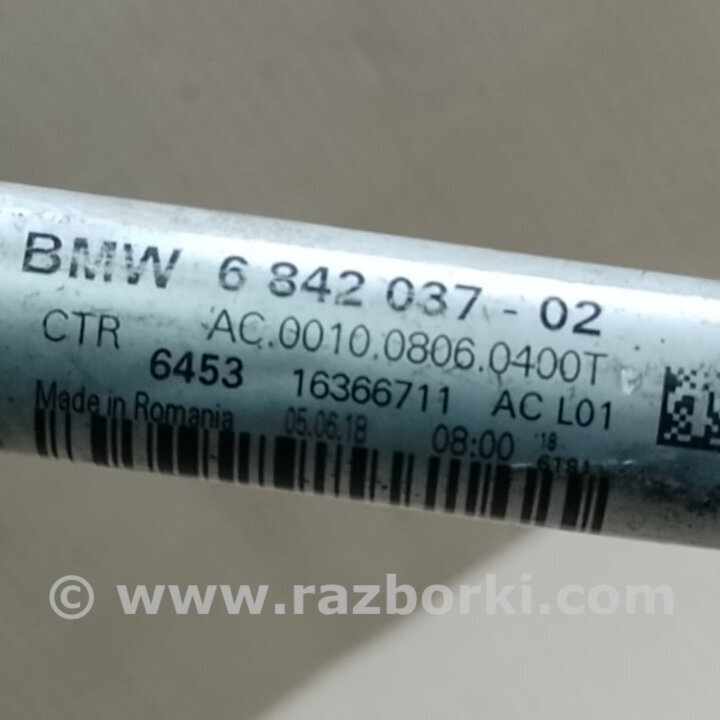 BMW 6 842 037 - 02
CTR AC.0010.0806.0400T
6453 16366711 AC L01
Made in Romania 05.06.18 08:00 '18
© www.razborki.com